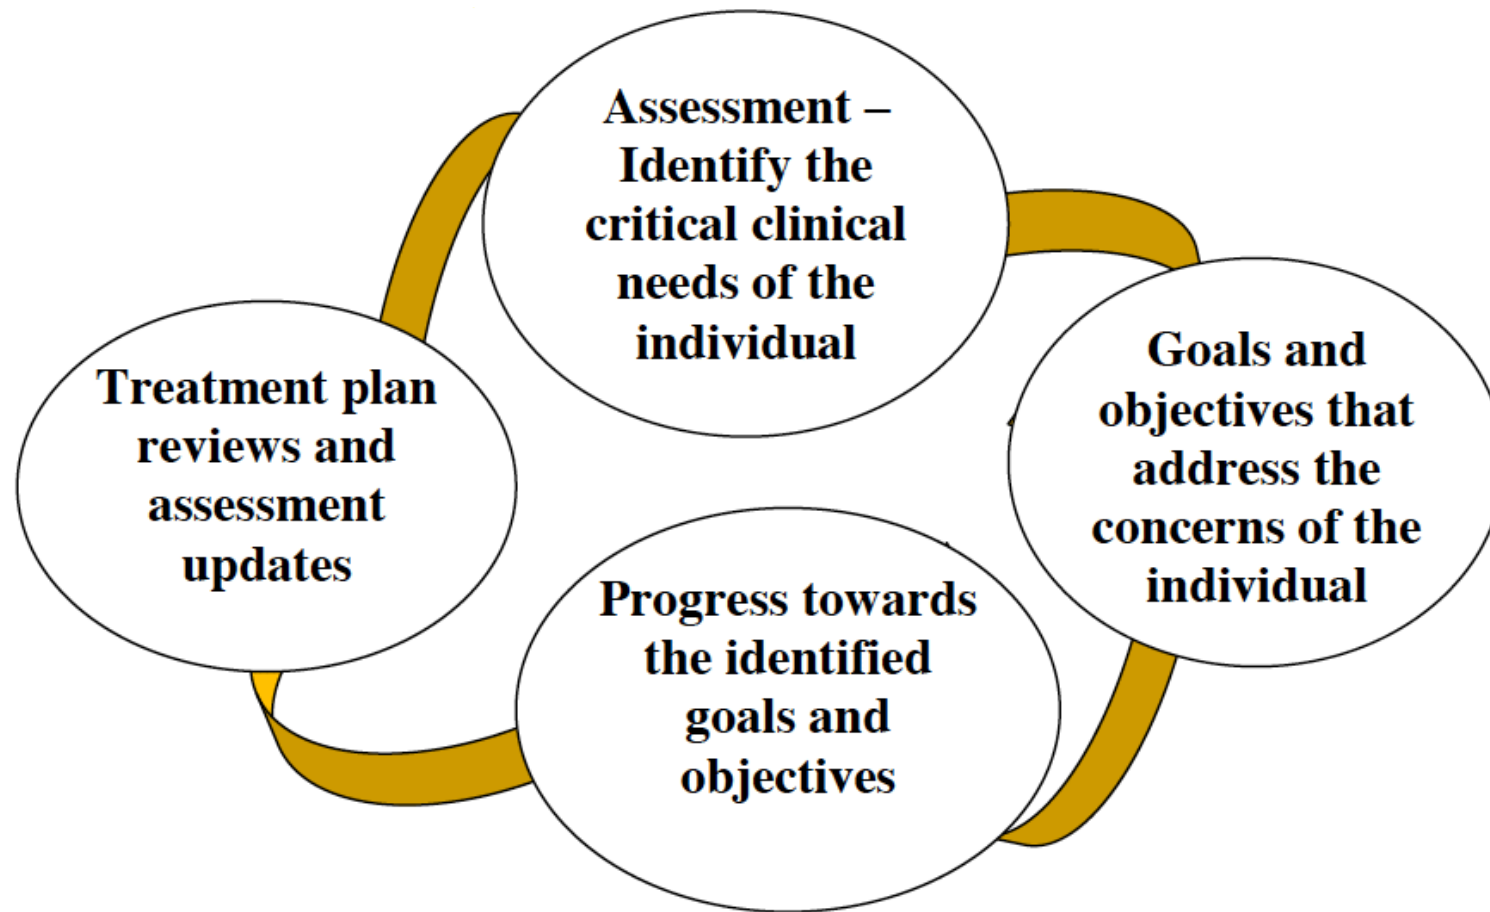 Assessment –
Identify the
critical clinical
needs of the
individual
Goals and
objectives that
address the
concerns of the
individual
Progress towards
the identified
goals and
objectives
Treatment plan
reviews and
assessment
updates